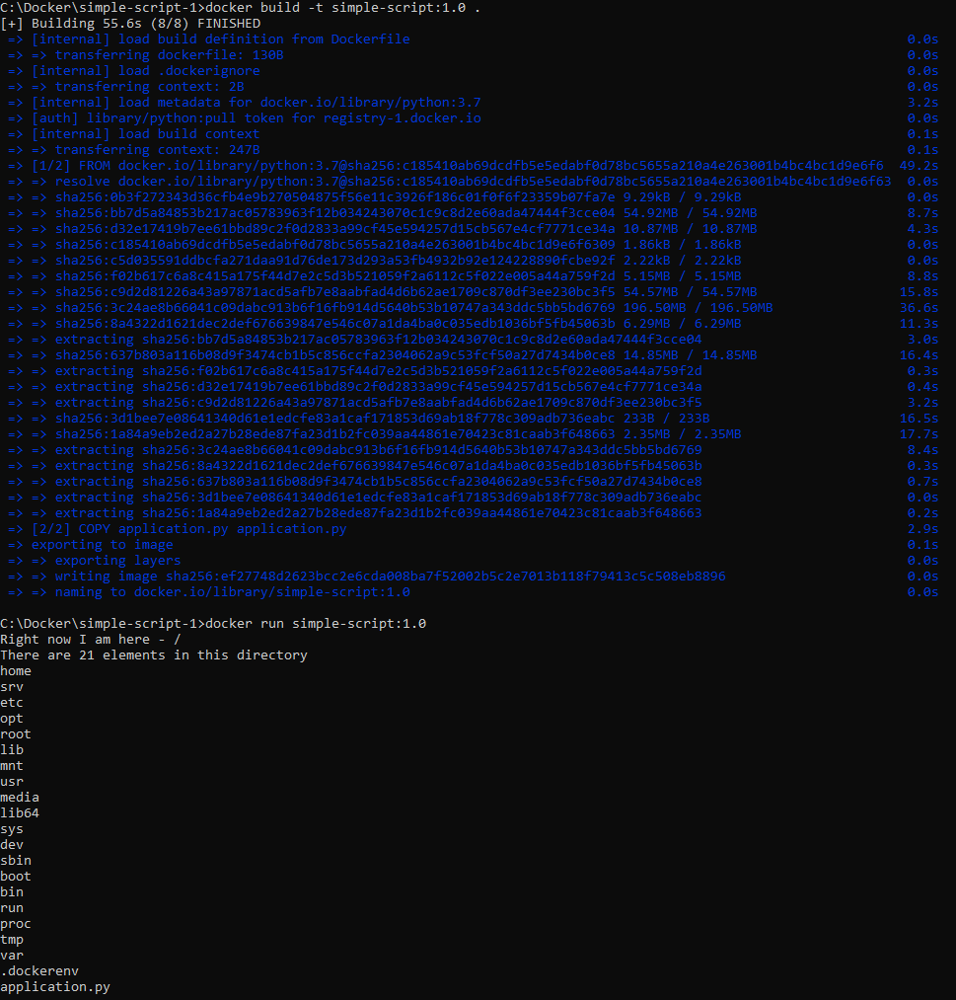 C:\Docker\simple-script-1>docker build -t simple-script:1.0 .
[+] Building 55.6s (8/8) FINISHED
=> [internal] load build definition from Dockerfile 0.0s
=> => transferring dockerfile: 130B 0.0s
=> [internal] load .dockerignore 0.0s
=> => transferring context: 2B 0.0s
=> [internal] load metadata for docker.io/library/python:3.7 3.2s
=> [auth] library/python:pull token for registry-1.docker.io 0.0s
=> [internal] load build context 0.1s
=> => transferring context: 247B 0.1s
=> [1/2] FROM docker.io/library/python:3.7@sha256:c185410ab69dcdfb5e5edabf0d78bc5655a210a4e263001b4bc4bc1d9e6f6 49.2s
=> => resolve docker.io/library/python:3.7@sha256:c185410ab69dcdfb5e5edabf0d78bc5655a210a4e263001b4bc4bc1d9e6f63 0.0s
=> => sha256:0b3f272343d36cfb4e9b270504875f56e11c3926f186c01f0f6f23359b07fa7e 9.29kB / 9.29kB 0.0s
=> => sha256:bb7d5a84853b217ac05783963f12b034243070c1c9c8d2e60ada47444f3cce04 54.92MB / 54.92MB 8.7s
=> => sha256:d32e17419b7ee61bbd89c2f0d2833a99cf45e594257d15cb567e4cf7771ce34a 10.87MB / 10.87MB 4.3s
=> => sha256:c185410ab69dcdfb5e5edabf0d78bc5655a210a4e263001b4bc4bc1d9e6f6309 1.86kB / 1.86kB 0.0s
=> => sha256:c5d035591ddbcfa271daa91d76de173d293a53fb4932b92e124228890fcbe92f 2.22kB / 2.22kB 0.0s
=> => sha256:f02b617c6a8c415a175f44d7e2c5d3b521059f2a6112c5f022e005a44a759f2d 5.15MB / 5.15MB 8.8s
=> => sha256:c9d2d81226a43a97871acd5afb7e8aabfad4d6b62ae1709c870df3ee230bc3f5 54.57MB / 54.57MB 15.8s
=> => sha256:3c24ae8b66041c09dabc913b6f16fb914d5640b53b10747a343ddc5bb5bd6769 196.50MB / 196.50MB 36.6s
=> => sha256:8a4322d1621dec2def676639847e546c07a1da4ba0c035edb1036bf5fb45063b 6.29MB / 6.29MB 11.3s
=> => extracting sha256:bb7d5a84853b217ac05783963f12b034243070c1c9c8d2e60ada47444f3cce04 3.0s
=> => sha256:637b803a116b08d9f3474cb1b5c856ccfa2304062a9c53fcf50a27d7434b0ce8 14.85MB / 14.85MB 16.4s
=> => extracting sha256:f02b617c6a8c415a175f44d7e2c5d3b521059f2a6112c5f022e005a44a759f2d 0.3s
=> => extracting sha256:d32e17419b7ee61bbd89c2f0d2833a99cf45e594257d15cb567e4cf7771ce34a 0.4s
=> => extracting sha256:c9d2d81226a43a97871acd5afb7e8aabfad4d6b62ae1709c870df3ee230bc3f5 3.2s
=> => sha256:3d1bee7e08641340d61e1edcfe83a1caf171853d69ab18f778c309adb736eabc 233B / 233B 16.5s
=> => sha256:1a84a9eb2ed2a27b28ede87fa23d1b2fc039aa44861e70423c81caab3f648663 2.35MB / 2.35MB 17.7s
=> => extracting sha256:3c24ae8b66041c09dabc913b6f16fb914d5640b53b10747a343ddc5bb5bd6769 8.4s
=> => extracting sha256:8a4322d1621dec2def676639847e546c07a1da4ba0c035edb1036bf5fb45063b 0.3s
=> => extracting sha256:637b803a116b08d9f3474cb1b5c856ccfa2304062a9c53fcf50a27d7434b0ce8 0.7s
=> => extracting sha256:3d1bee7e08641340d61e1edcfe83a1caf171853d69ab18f778c309adb736eabc 0.0s
=> => extracting sha256:1a84a9eb2ed2a27b28ede87fa23d1b2fc039aa44861e70423c81caab3f648663 0.2s
=> [2/2] COPY application.py application.py 2.9s
=> exporting to image 0.1s
=> => exporting layers 0.0s
=> => writing image sha256:ef27748d2623bcc2e6cda008ba7f52002b5c2e7013b118f79413c5c508eb8896 0.0s
=> => naming to docker.io/library/simple-script:1.0 0.0s
C:\Docker\simple-script-1>docker run simple-script:1.0
Right now I am here - /
There are 21 elements in this directory
home
srv
etc
opt
root
lib
mnt
usr
media
lib64
sys
dev
sbin
boot
bin
run
proc
tmp
var
.dockerenv
application.py